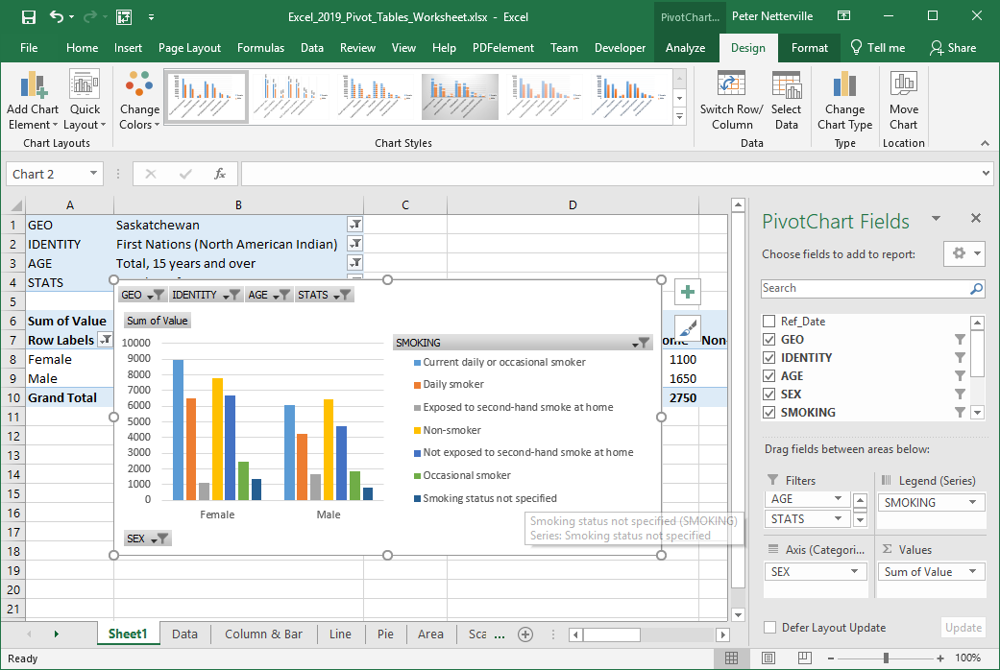 Excel_2019_Pivot_Tables_Worksheet.xlsx - Excel
PivotChart...
Peter Netterville
File Home Insert Page Layout Formulas Data Review View Help PDFelement Team Developer Analyze Design Format Tell me Share
Add Chart Element
Quick Layout
Change Colors
Switch Row/ Column
Select Data
Change Chart Type
Move Chart
Chart Layouts Chart Styles Data Type Location
Chart 2
fx
A B C D
1 GEO Saskatchewan
2 IDENTITY First Nations (North American Indian)
3 AGE Total, 15 years and over
4 STATS
5
6 Sum of Value
7 Row Labels Non-
8 Female 1100
9 Male 1650
10 Grand Total 2750
11
12
13
14
15
16
17
18
19
20
21
GEO IDENTITY AGE STATS
Sum of Value
10000
9000
8000
7000
6000
5000
4000
3000
2000
1000
0
Female Male
SEX
SMOKING
Current daily or occasional smoker
Daily smoker
Exposed to second-hand smoke at home
Non-smoker
Not exposed to second-hand smoke at home
Occasional smoker
Smoking status not specified
Smoking status not specified (SMOKING)
Series: Smoking status not specified
PivotChart Fields
Choose fields to add to report:
Search
Ref_Date
GEO
IDENTITY
AGE
SEX
SMOKING
Drag fields between areas below:
Filters
AGE
STATS
Legend (Series)
SMOKING
Axis (Categori...
SEX
Σ Values
Sum of Value
Defer Layout Update Update
Sheet1 Data Column & Bar Line Pie Area Sca ...
Ready 100%